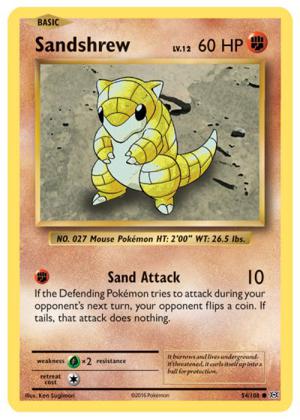 BASIC
Sandshrew LV.12 60 HP
NO. 027 Mouse Pokémon HT: 2'00" WT: 26.5 lbs.
Sand Attack 10
If the Defending Pokémon tries to attack during your
opponent's next turn, your opponent flips a coin. If
tails, that attack does nothing.
weakness ×2 resistance
retreat
cost
It burrows and lives underground.
If threatened, it curls itself up into a
ball for protection.
Illus. Ken Sugimori ©2016 Pokémon 54/108